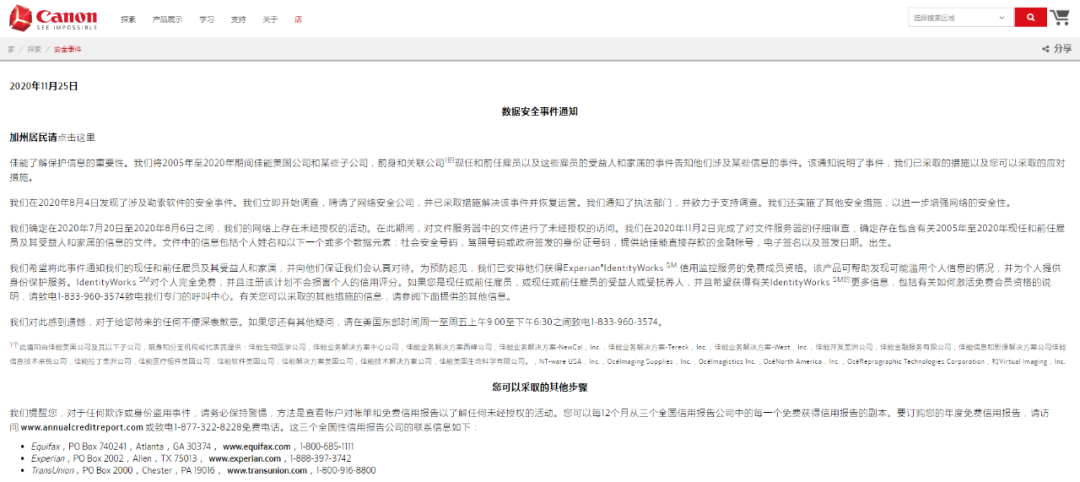 Canon
SEE IMPOSSIBLE
探索 产品展示 学习 支持 关于 店
选择搜索区域
家 / 探索 / 安全事件
分享
2020年11月25日
数据安全事件通知
加州居民请点击这里
佳能了解保护信息的重要性。我们将2005年至2020年期间佳能美国公司和某些子公司，前身和关联公司[1]现任和前任雇员以及这些雇员的受益人和家属的事件告知他们涉及某些信息的事件。该通知说明了事件，我们已采取的措施以及您可以采取的应对
措施。
我们在2020年8月4日发现了涉及勒索软件的安全事件。我们立即开始调查，聘请了网络安全公司，并已采取措施解决该事件并恢复运营。我们通知了执法部门，并致力于支持调查。我们还实施了其他安全措施，以进一步增强网络的安全性。
我们确定在2020年7月20日至2020年8月6日之间，我们的网络上存在未经授权的活动。在此期间，对文件服务器中的文件进行了未经授权的访问。我们在2020年11月2日完成了对文件服务器的仔细审查，确定存在包含有关2005年至2020年现任和前任雇
员及其受益人和家属的信息的文件。文件中的信息包括个人姓名和以下一个或多个数据元素：社会安全号码，驾照号码或政府签发的身份证号码，提供给佳能直接存款的金融帐号，电子签名以及签发日期。出生。
我们希望将此事件通知我们的现任和前任雇员及其受益人和家属，并向他们保证我们会认真对待。为预防起见，我们已安排他们获得Experian®IdentityWorks SM 信用监控服务的免费成员资格。该产品可帮助发现可能滥用个人信息的情况，并为个人提供
身份保护服务。IdentityWorks SM对个人完全免费，并且注册该计划不会损害个人的信用评分。如果您是现任或前任雇员，或现任或前任雇员的受益人或受抚养人，并且希望获得有关IdentityWorks SM的更多信息，包括有关如何激活免费会员资格的说
明，请致电1-833-960-3574致电我们专门的呼叫中心。有关您可以采取的其他措施的信息，请参阅下面提供的其他信息。
我们对此感到遗憾，对于给您带来的任何不便深表歉意。如果您还有其他疑问，请在美国东部时间周一至周五上午9:00至下午6:30之间致电1-833-960-3574。
此通知由佳能美国公司及其以下子公司，前身和分支机构或代表其提供：佳能生物医学公司，佳能业务解决方案中心公司，佳能业务解决方案西麓公司，佳能业务解决方案-NewCal，Inc.，佳能业务解决方案-Tereck，Inc.，佳能业务解决方案-West，Inc.，佳能开发美洲公司，佳能金融服务有限公司，佳能信息和影像解决方案公司佳能
信息技术系统公司，佳能拉丁美洲公司，佳能医疗组件美国公司，佳能软件美国公司，佳能解决方案美国公司，佳能技术解决方案公司，佳能美国生命科学有限公司。，NT-ware USA，Inc.，OcéImaging Supplies，Inc.，OcéImagistics Inc.，OcéNorth America，Inc.，OcéReprographic Technologies Corporation，和Virtual Imaging，Inc.
您可以采取的其他步骤
我们提醒您，对于任何欺诈或身份盗用事件，请务必保持警惕，方法是查看帐户对帐单和免费信用报告以了解任何未经授权的活动。您可以每12个月从三个全国信用报告公司中的每一个免费获得信用报告的副本。要订购您的年度免费信用报告，请访
问 www.annualcreditreport.com 或致电1-877-322-8228免费电话。这三个全国性信用报告公司的联系信息如下：
• Equifax，PO Box 740241，Atlanta，GA 30374，www.equifax.com，1-800-685-1111
• Experian，PO Box 2002，Allen，TX 75013，www.experian.com，1-888-397-3742
• TransUnion，PO Box 2000，Chester，PA 19016，www.transunion.com，1-800-916-8800